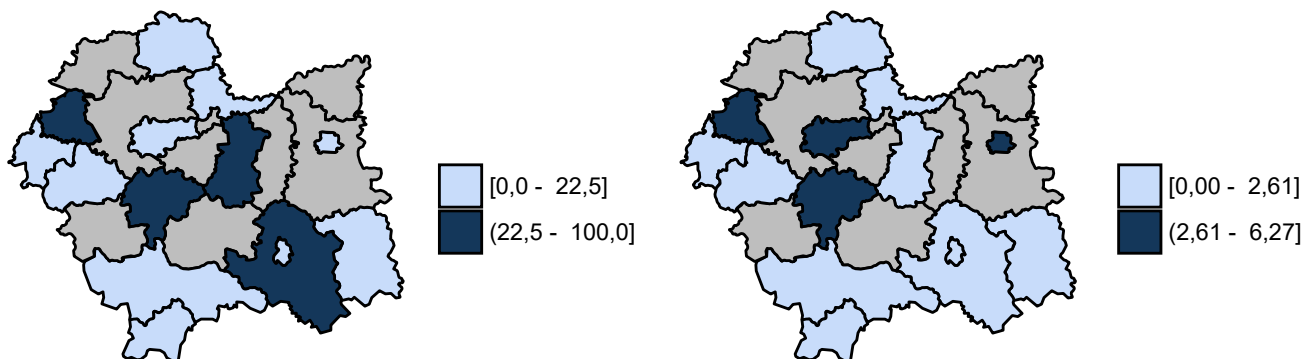 [0,0 - 22,5]
(22,5 - 100,0]
[0,00 - 2,61]
(2,61 - 6,27]